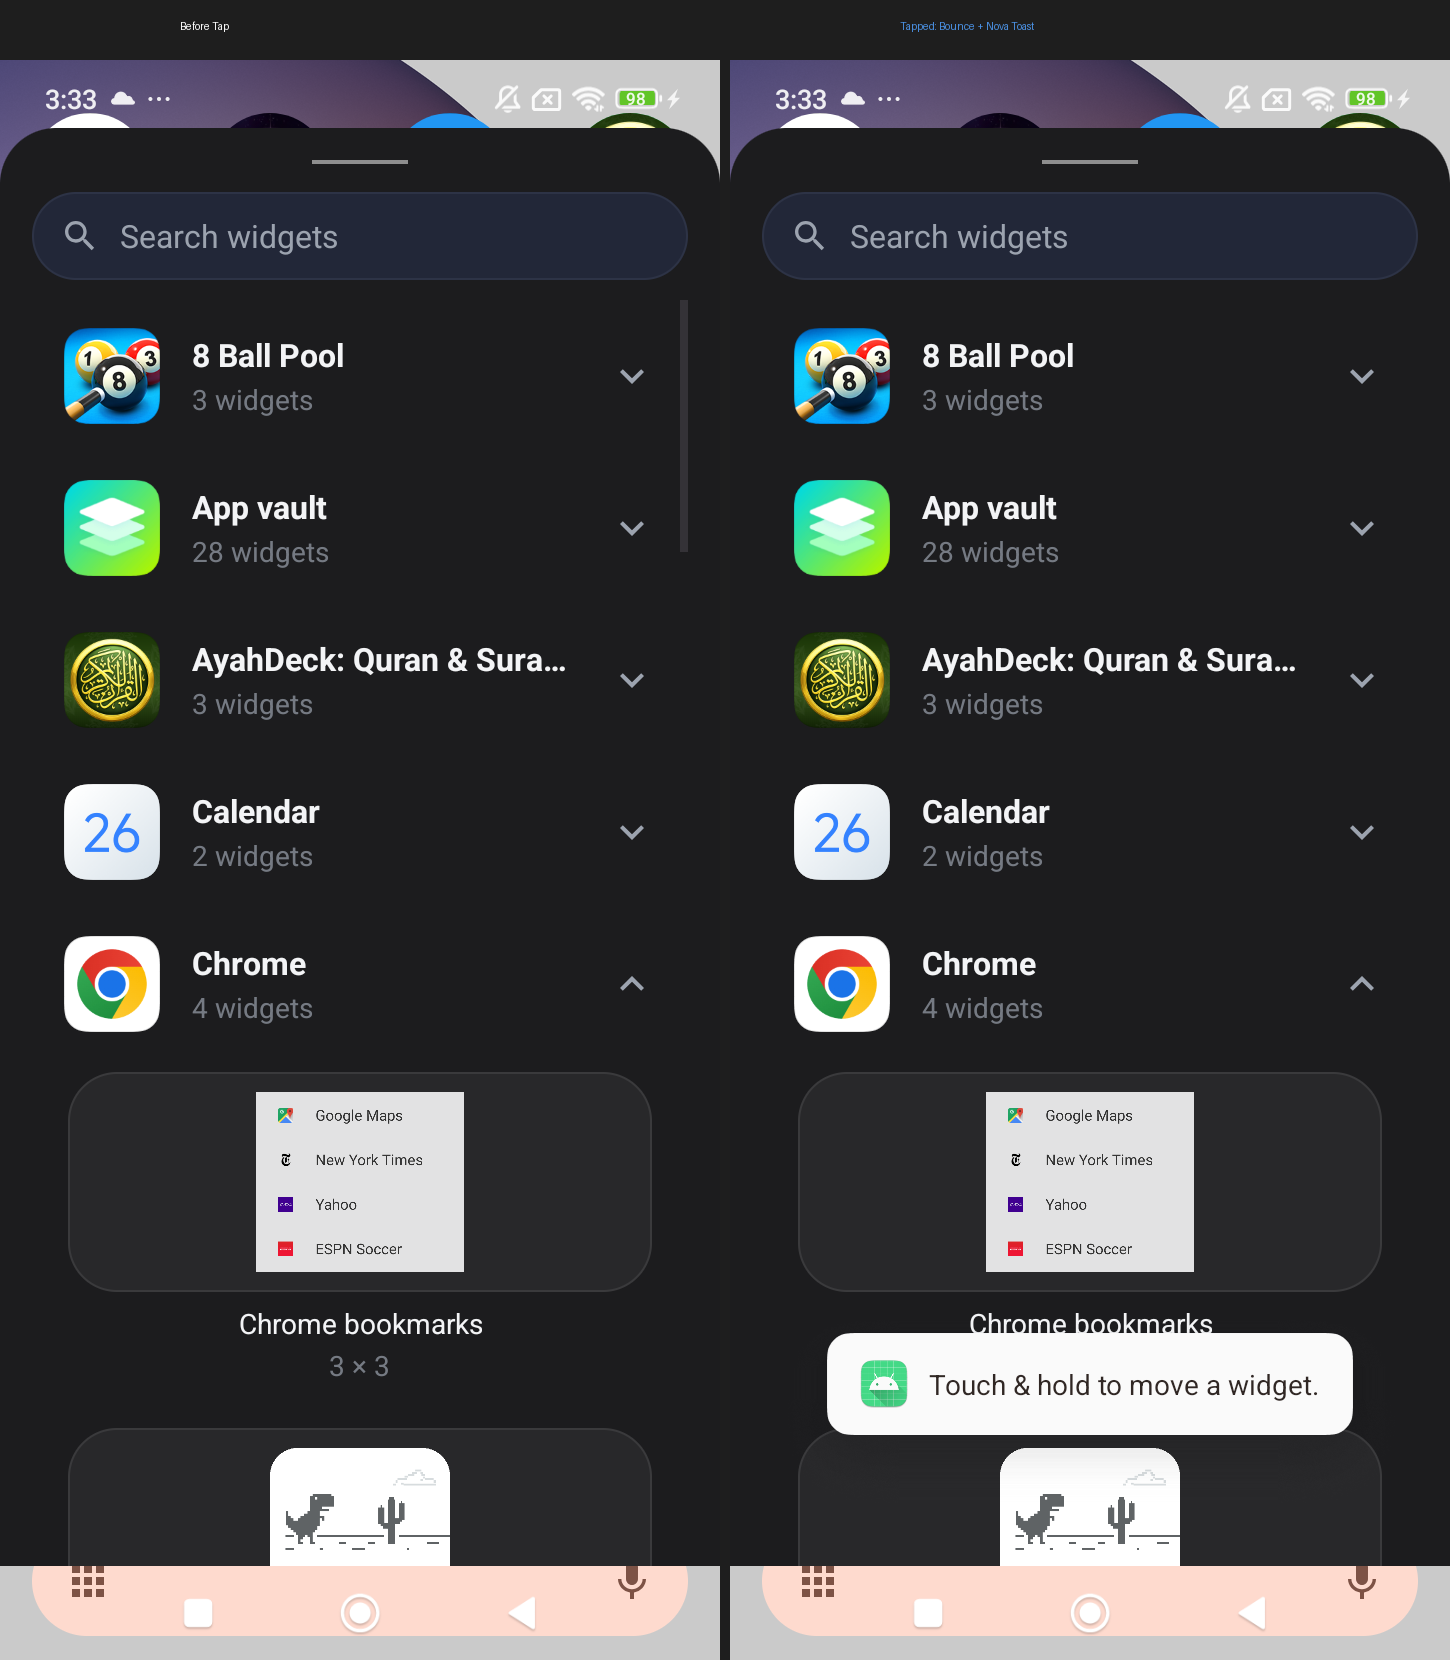 Before Tap
Tapped: Bounce + Nova Toast
3:33
98
Search widgets
8 Ball Pool
3 widgets
App vault
28 widgets
AyahDeck: Quran & Sura...
3 widgets
26
Calendar
2 widgets
Chrome
4 widgets
Google Maps
New York Times
Yahoo
ESPN Soccer
Chrome bookmarks
3 × 3
3:33
98
Search widgets
8 Ball Pool
3 widgets
App vault
28 widgets
AyahDeck: Quran & Sura...
3 widgets
26
Calendar
2 widgets
Chrome
4 widgets
Google Maps
New York Times
Yahoo
ESPN Soccer
Chrome bookmarks
Touch & hold to move a widget.